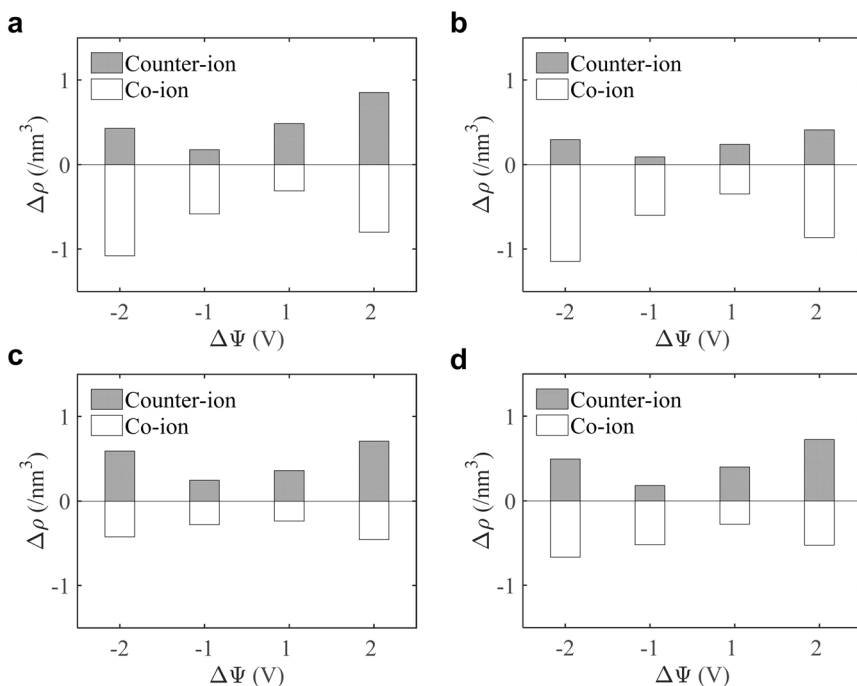 a
Counter-ion
Co-ion
1
0
-1
Δρ (/nm³)
-2 -1 1 2
ΔΨ (V)
b
Counter-ion
Co-ion
1
0
-1
Δρ (/nm³)
-2 -1 1 2
ΔΨ (V)
c
Counter-ion
Co-ion
1
0
-1
Δρ (/nm³)
-2 -1 1 2
ΔΨ (V)
d
Counter-ion
Co-ion
1
0
-1
Δρ (/nm³)
-2 -1 1 2
ΔΨ (V)